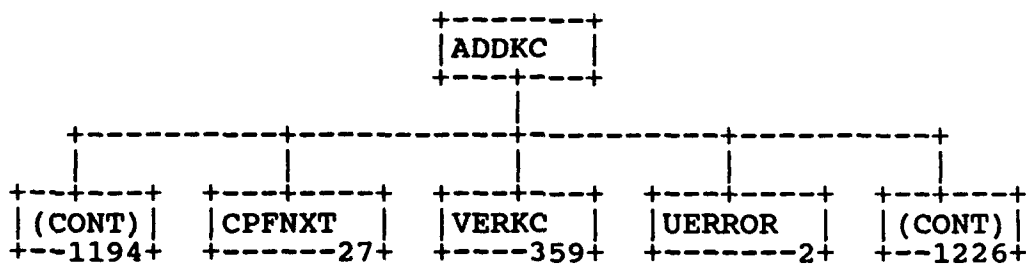 ADDKC
(CONT) CPFNXT VERKC UERROR (CONT)
1194 27 359 2 1226